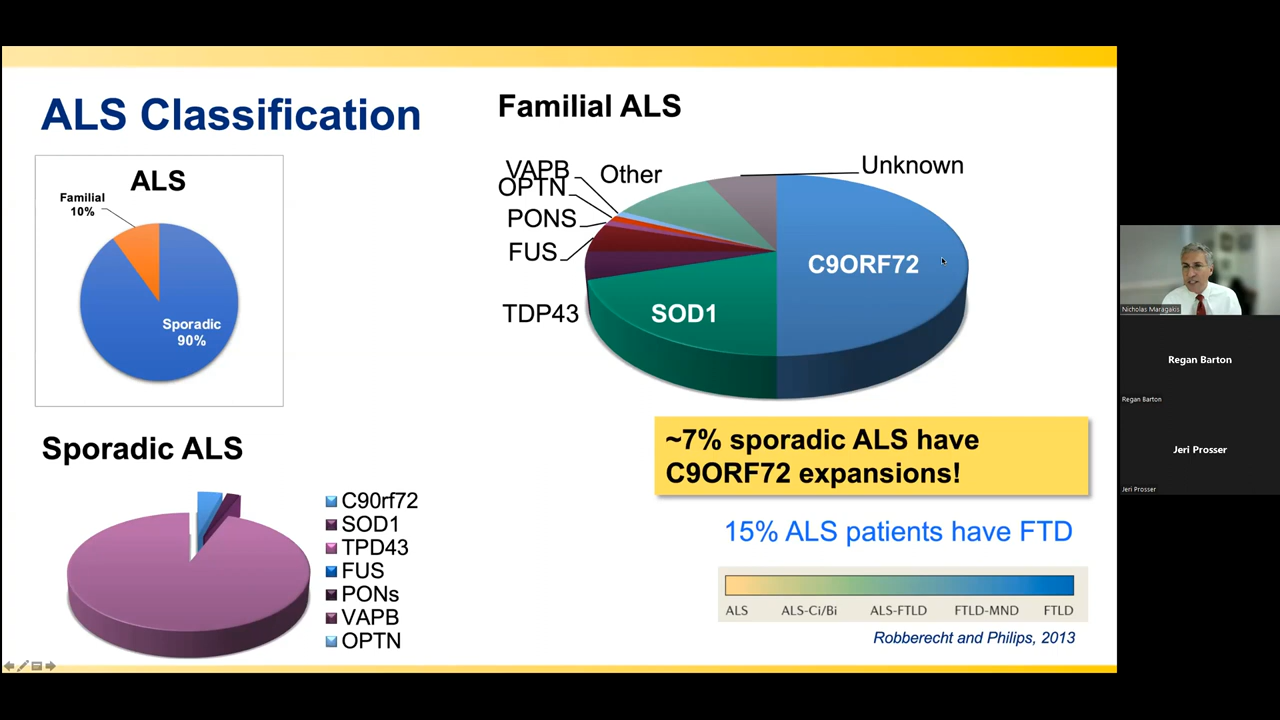 ALS Classification
ALS
Familial
10%
Sporadic
90%
Familial ALS
VAPB
OPTN
Other
PONS
FUS
TDP43
Unknown
C9ORF72
SOD1
~7% sporadic ALS have
C9ORF72 expansions!
Sporadic ALS
C90rf72
SOD1
TPD43
FUS
PONs
VAPB
OPTN
15% ALS patients have FTD
ALS ALS-Ci/Bi ALS-FTLD FTLD-MND FTLD
Robberecht and Philips, 2013
Nicholas Maragakis
Regan Barton
Regan Barton
Jeri Prosser
Jeri Prosser